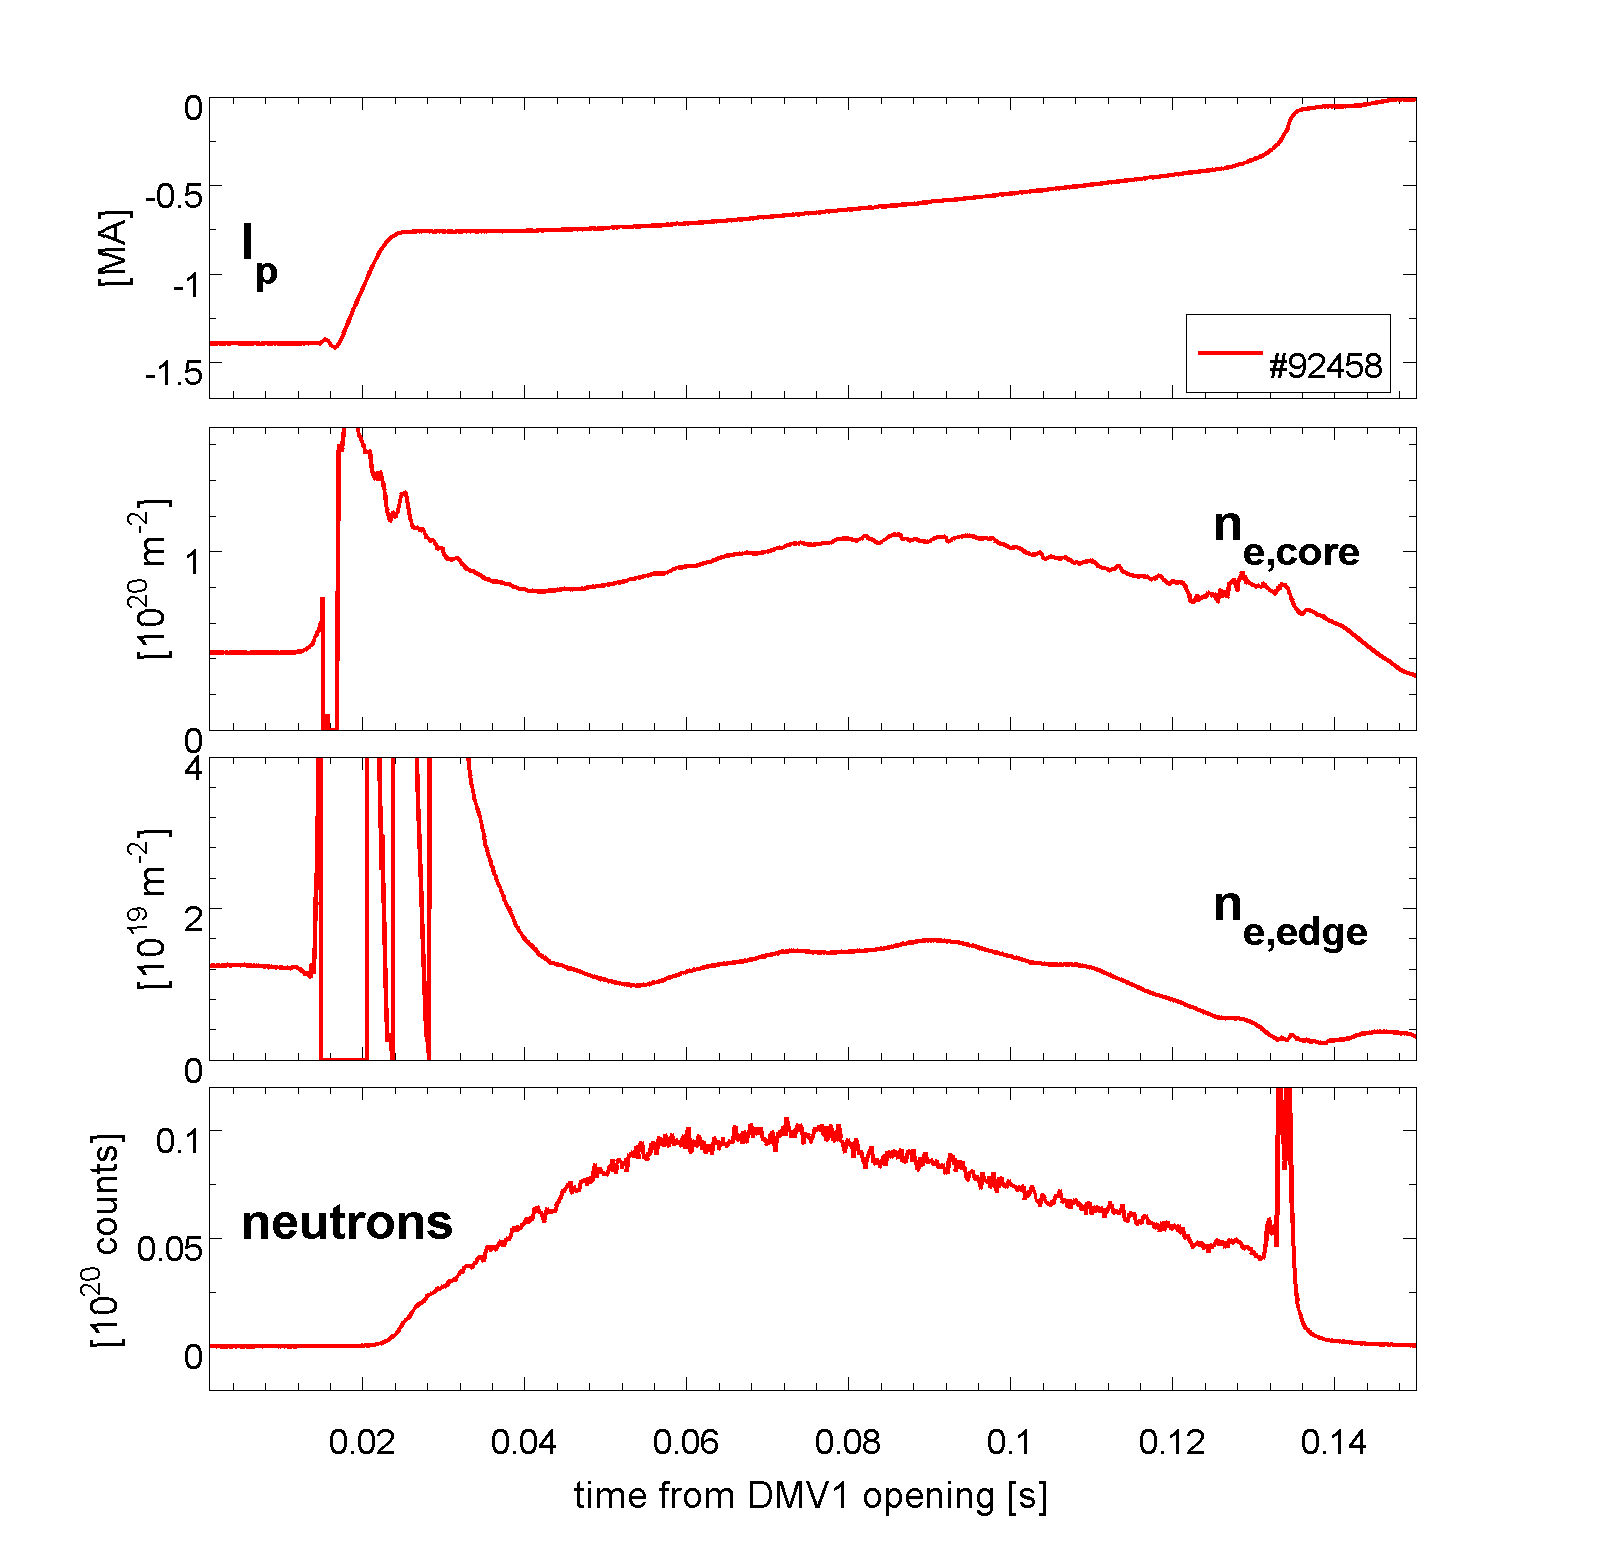 0
-0.5
-1
-1.5
[MA]
Ip
#92458
1
0
[10^20 m^-2]
ne,core
4
2
0
[10^19 m^-2]
ne,edge
0.1
0.05
0
[10^20 counts]
neutrons
0.02 0.04 0.06 0.08 0.1 0.12 0.14
time from DMV1 opening [s]